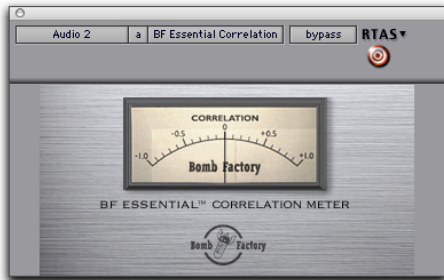 Audio 2 a BF Essential Correlation bypass RTAS
CORRELATION
-1.0 -0.5 0 +0.5 +1.0
Bomb Factory
BF ESSENTIAL™ CORRELATION METER
Bomb Factory